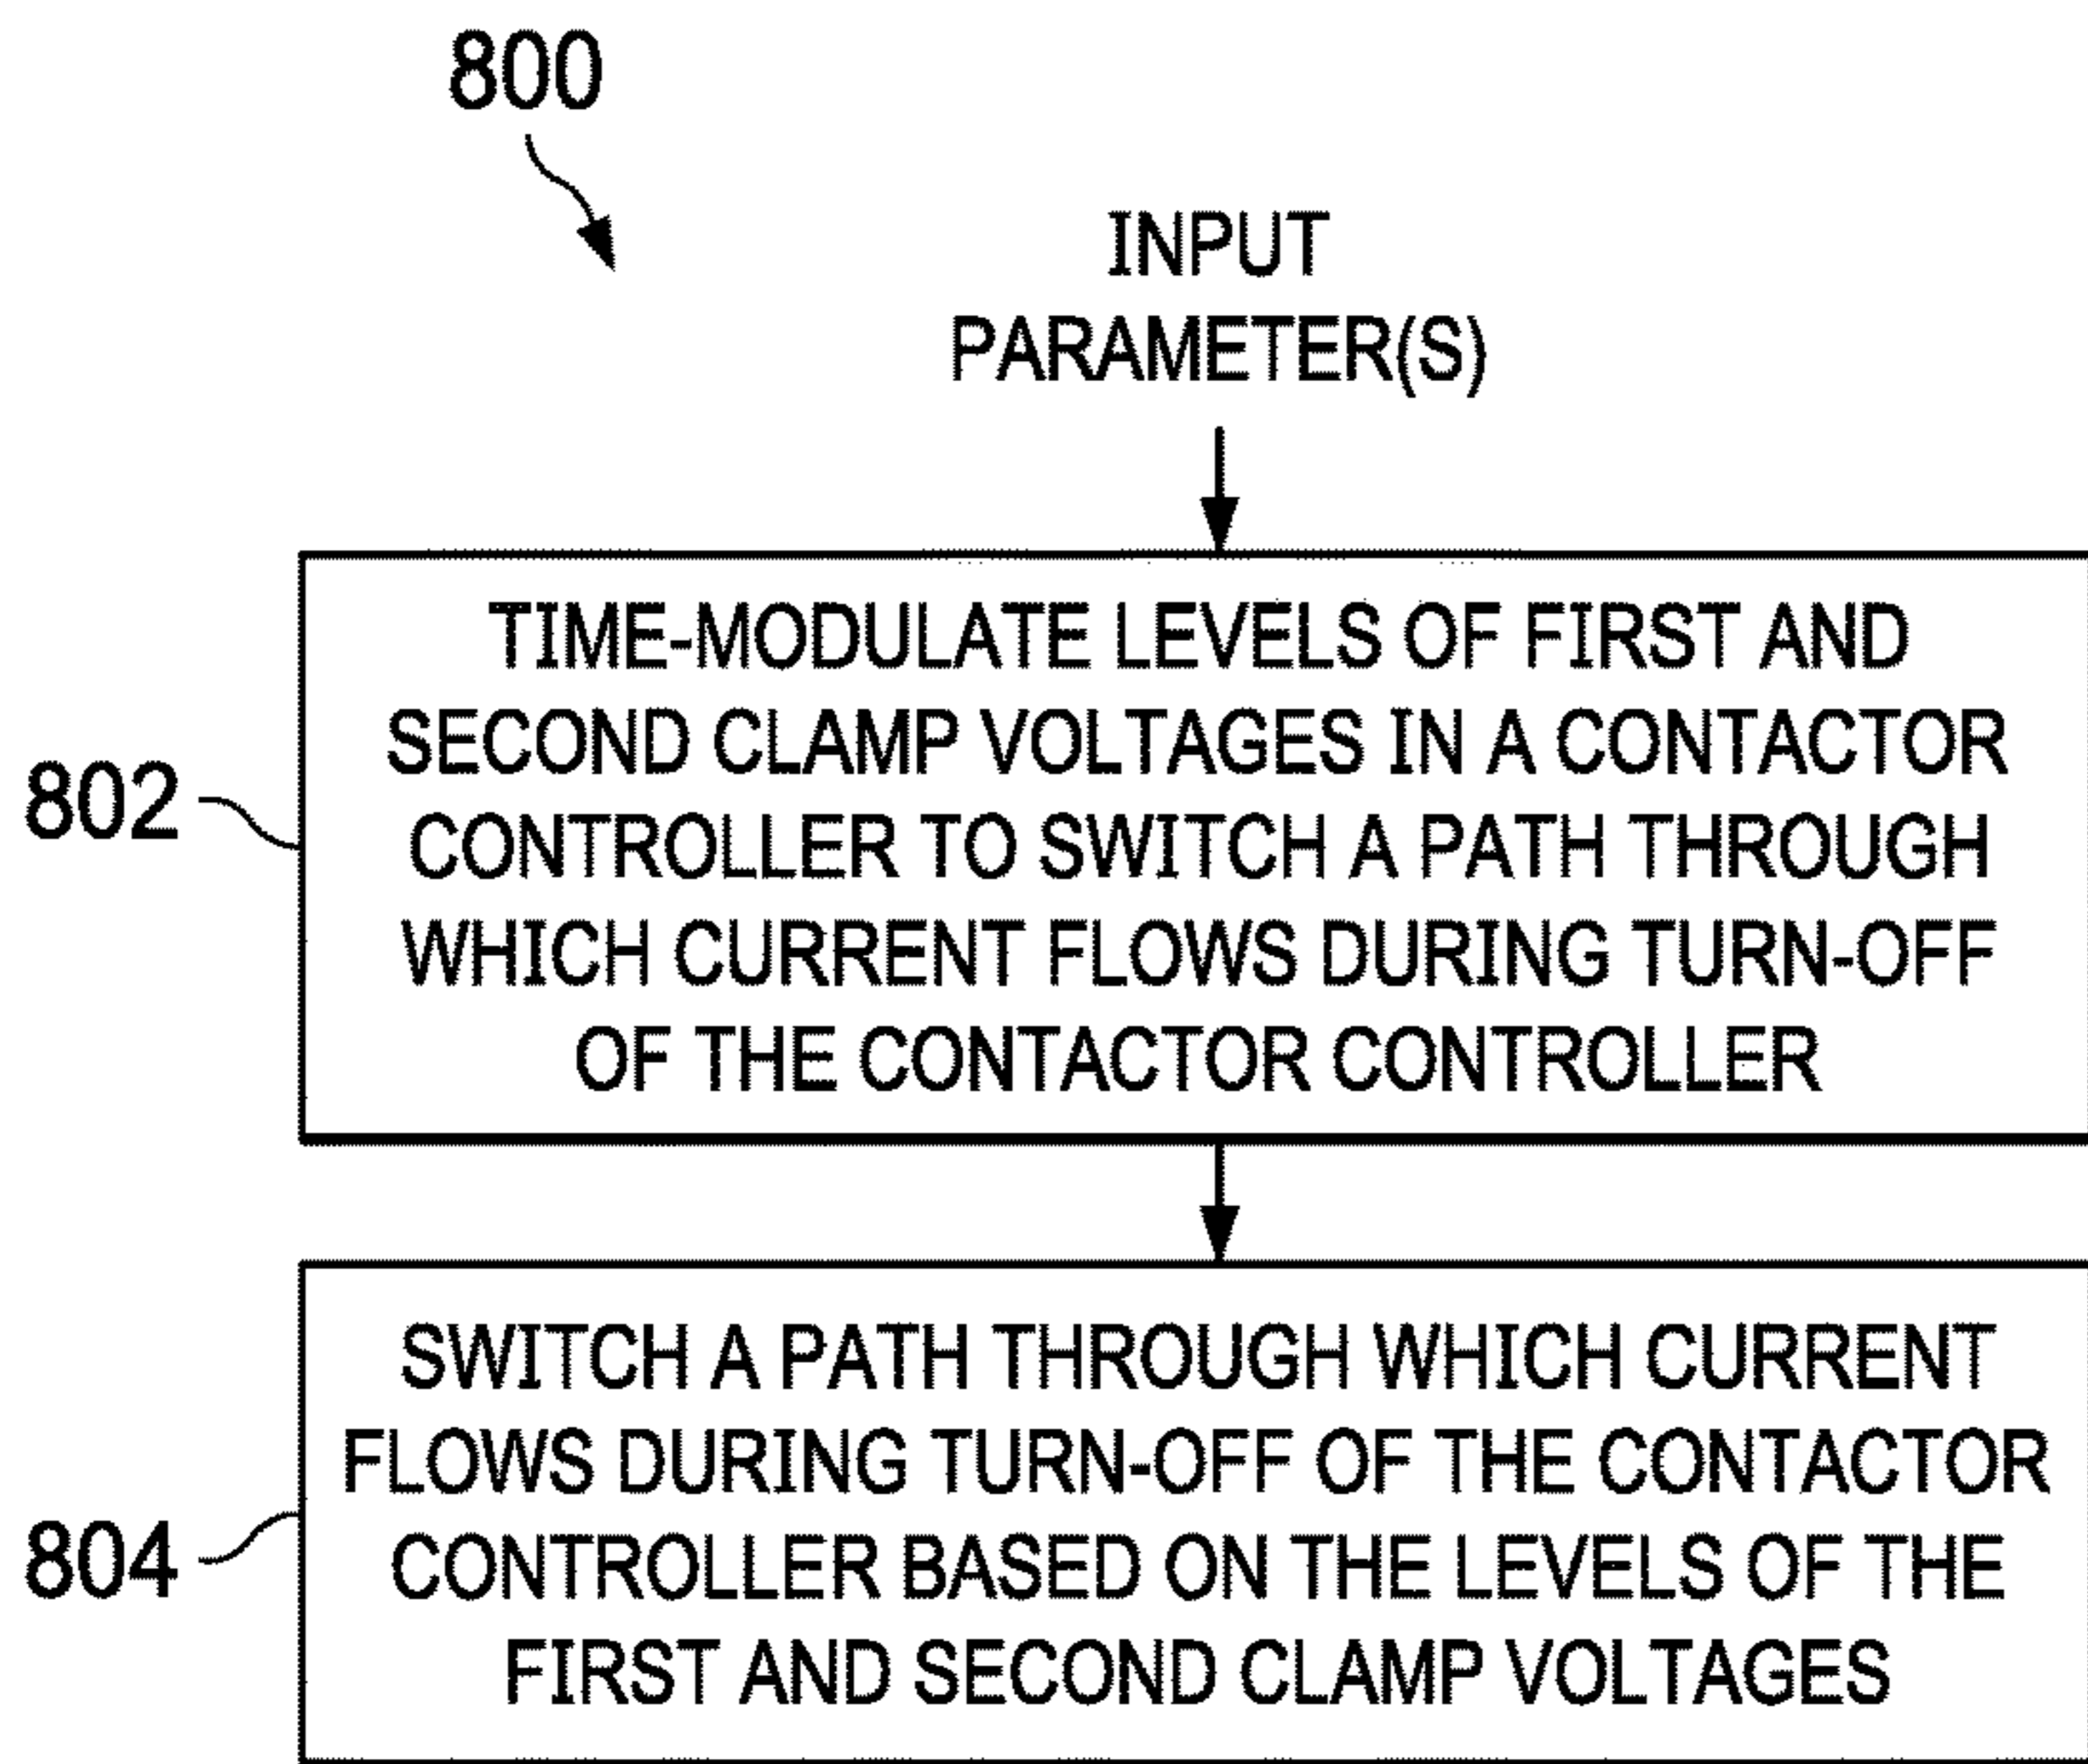 800
INPUT
PARAMETER(S)
TIME-MODULATE LEVELS OF FIRST AND
SECOND CLAMP VOLTAGES IN A CONTACTOR
802
CONTROLLER TO SWITCH A PATH THROUGH
WHICH CURRENT FLOWS DURING TURN-OFF
OF THE CONTACTOR CONTROLLER
SWITCH A PATH THROUGH WHICH CURRENT
FLOWS DURING TURN-OFF OF THE CONTACTOR
804
CONTROLLER BASED ON THE LEVELS OF THE
FIRST AND SECOND CLAMP VOLTAGES